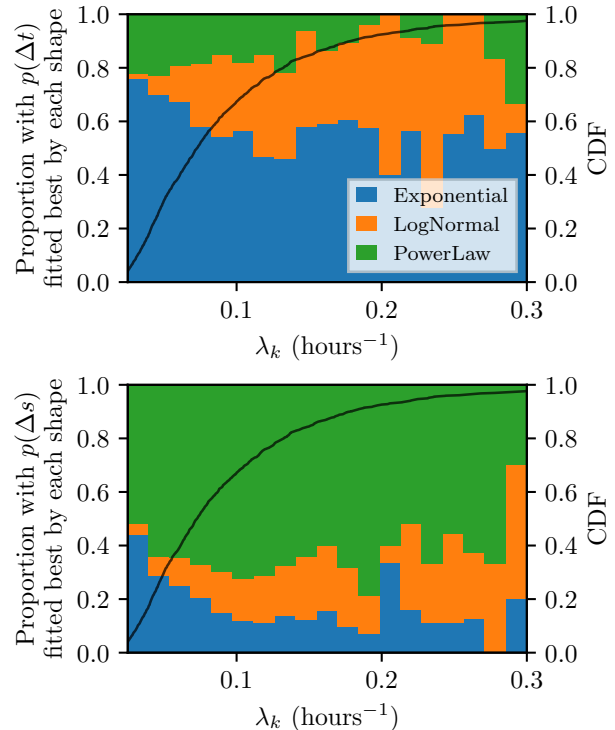 Proportion with p(Δt)
fitted best by each shape
1.0
0.8
0.6
0.4
0.2
0.0
Exponential
LogNormal
PowerLaw
1.0
0.8
0.6
0.4
0.2
0.0
CDF
0.1
0.2
0.3
λₖ (hours⁻¹)
Proportion with p(Δs)
fitted best by each shape
1.0
0.8
0.6
0.4
0.2
0.0
1.0
0.8
0.6
0.4
0.2
0.0
CDF
0.1
0.2
0.3
λₖ (hours⁻¹)